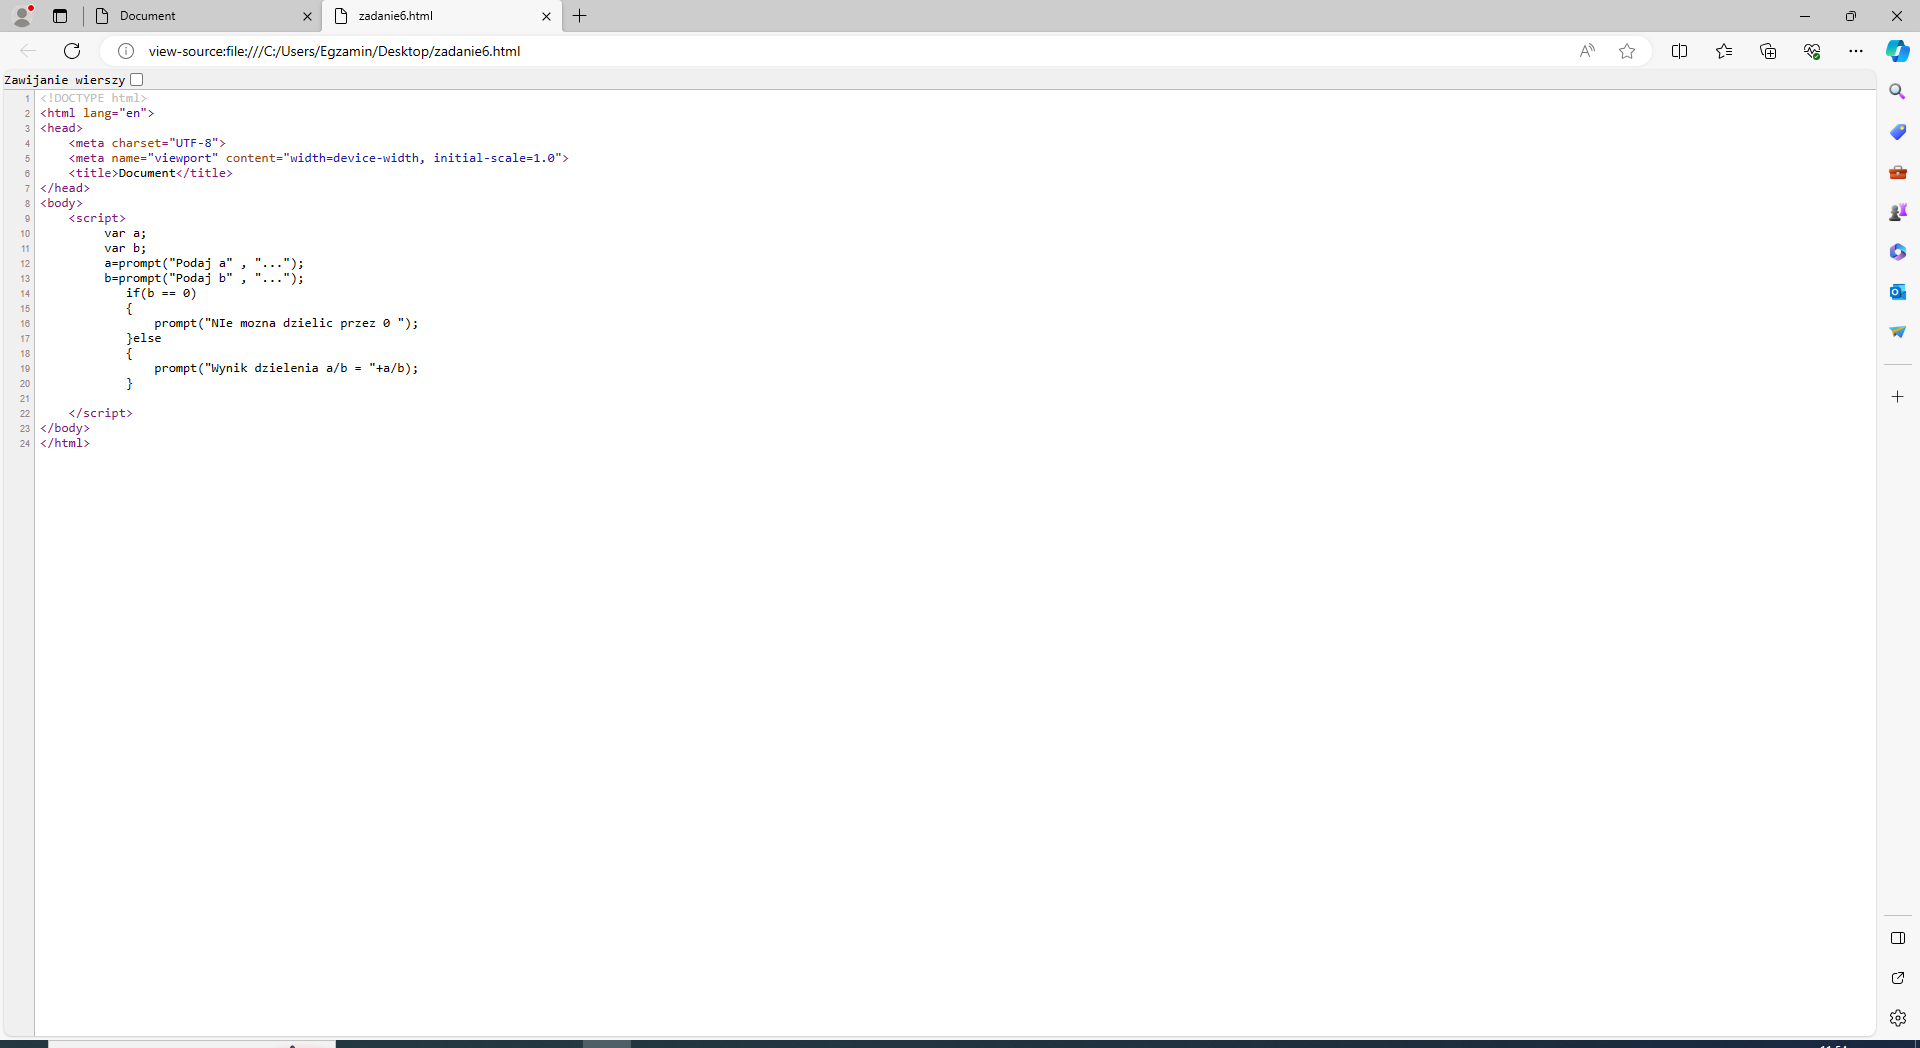 Document
zadanie6.html
view-source:file:///C:/Users/Egzamin/Desktop/zadanie6.html
Zawijanie wierszy
1 <!DOCTYPE html>
2 <html lang="en">
3 <head>
4     <meta charset="UTF-8">
5     <meta name="viewport" content="width=device-width, initial-scale=1.0">
6     <title>Document</title>
7 </head>
8 <body>
9     <script>
10          var a;
11          var b;
12          a=prompt("Podaj a" , "...");
13          b=prompt("Podaj b" , "...");
14             if(b == 0)
15             {
16                 prompt("NIe mozna dzielic przez 0 ");
17             }else
18             {
19                 prompt("Wynik dzielenia a/b = "+a/b);
20             }
21
22     </script>
23 </body>
24 </html>